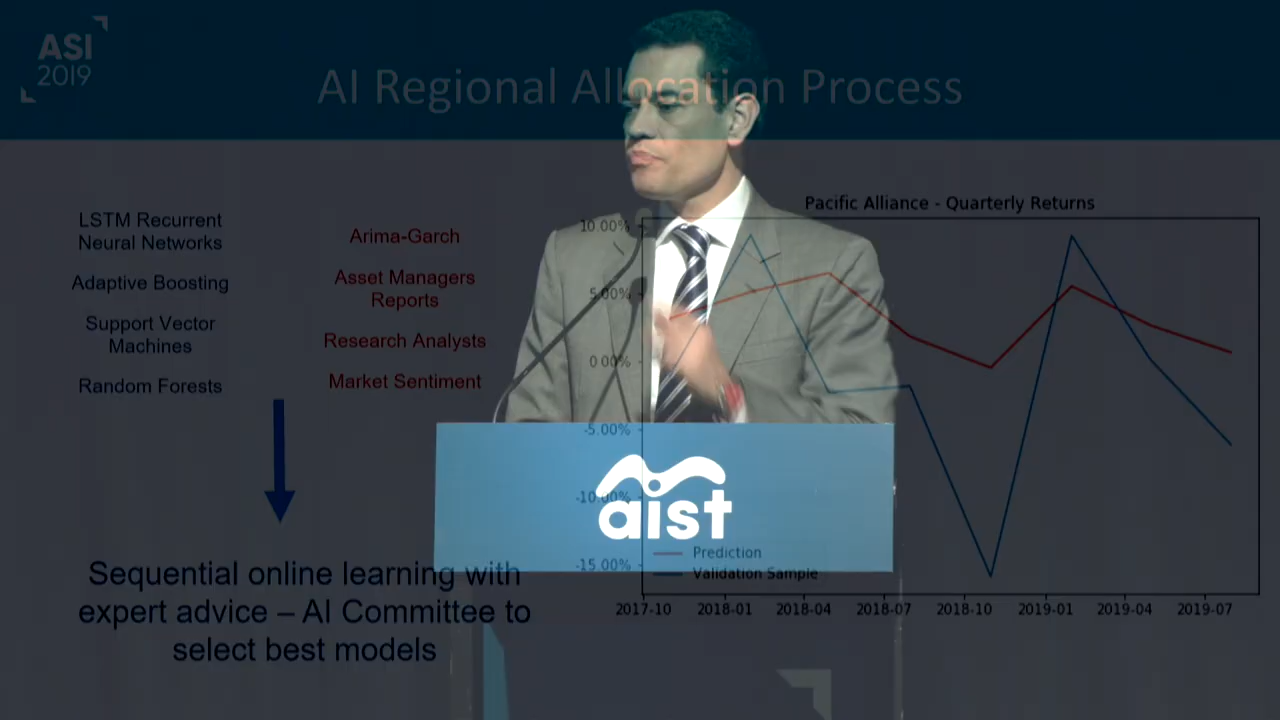 ASI
2019
AI Regional Allocation Process
LSTM Recurrent
Neural Networks
Adaptive Boosting
Support Vector
Machines
Random Forests
Arima-Garch
Asset Managers
Reports
Research Analysts
Market Sentiment
Sequential online learning with
expert advice – AI Committee to
select best models
Pacific Alliance - Quarterly Returns
10.00%
5.00%
0.00%
-5.00%
-10.00%
-15.00%
Prediction
Validation Sample
2017-10 2018-01 2018-04 2018-07 2018-10 2019-01 2019-04 2019-07
aist